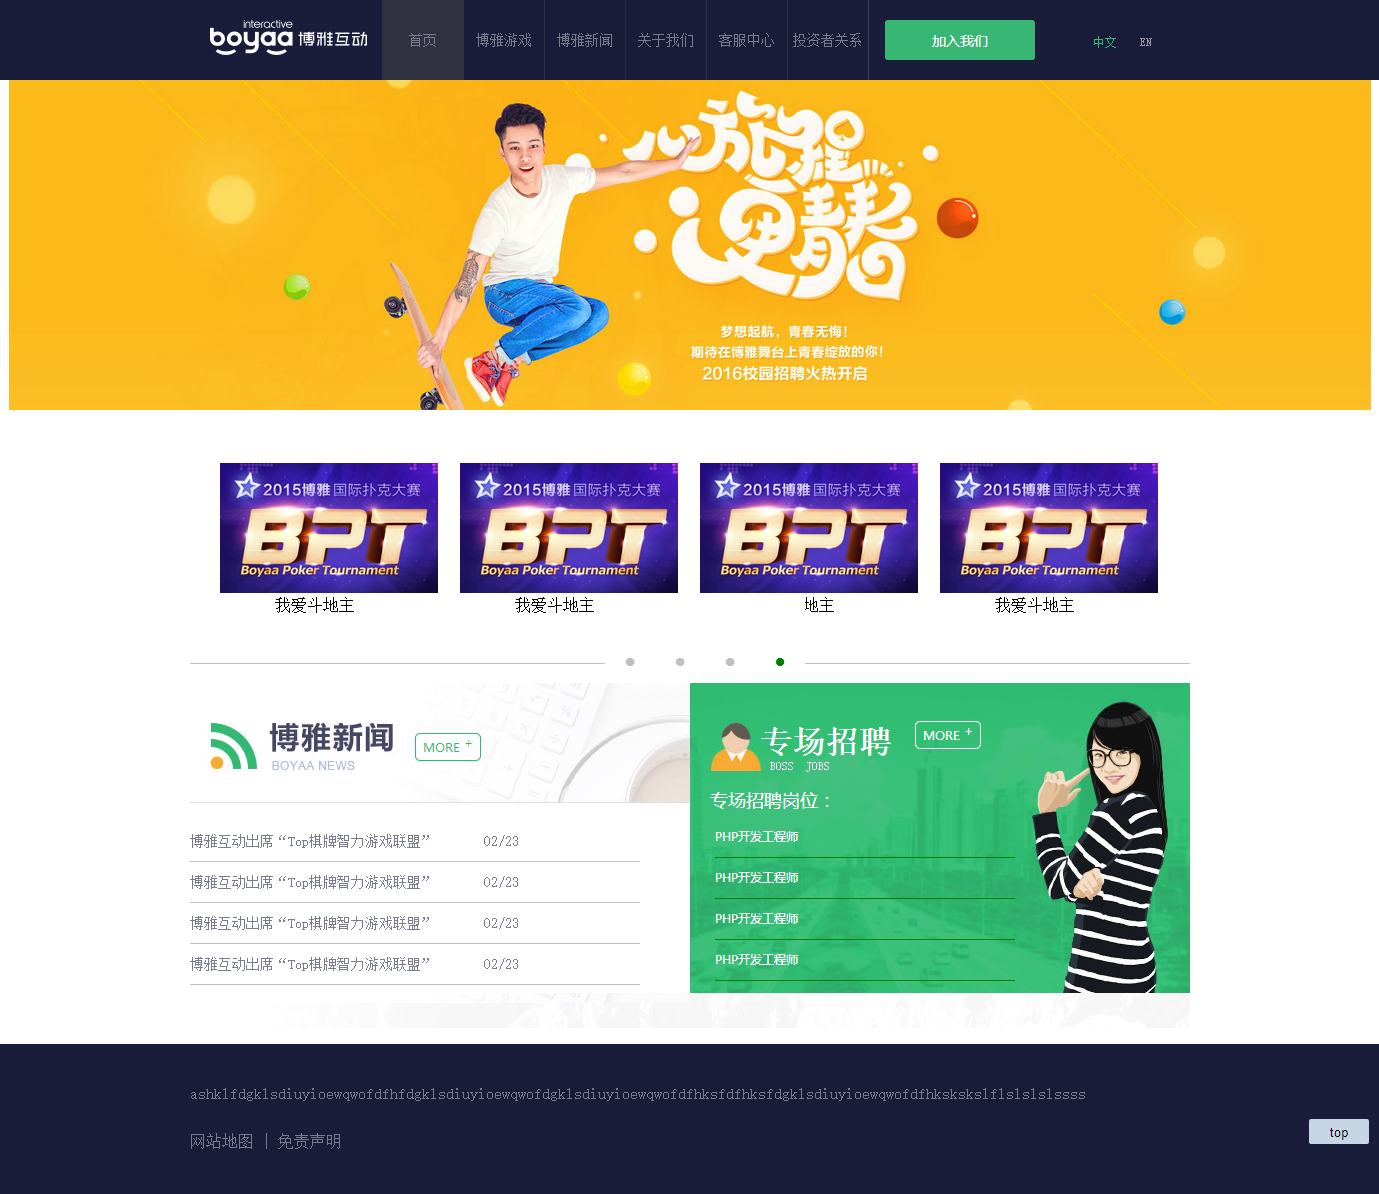 interactive
boyaa 博雅互动
首页
博雅游戏
博雅新闻
关于我们
客服中心
投资者关系
加入我们
中文
EN
心旅程
更青春
梦想起航，青春无悔！
期待在博雅舞台上青春绽放的你！
2016校园招聘火热开启
2015博雅国际扑克大赛
BPT
Boyaa Poker Tournament
我爱斗地主
2015博雅国际扑克大赛
BPT
Boyaa Poker Tournament
我爱斗地主
2015博雅国际扑克大赛
BPT
Boyaa Poker Tournament
地主
2015博雅国际扑克大赛
BPT
Boyaa Poker Tournament
我爱斗地主
博雅新闻
BOYAA NEWS
MORE +
博雅互动出席“Top棋牌智力游戏联盟” 02/23
博雅互动出席“Top棋牌智力游戏联盟” 02/23
博雅互动出席“Top棋牌智力游戏联盟” 02/23
博雅互动出席“Top棋牌智力游戏联盟” 02/23
专场招聘
BOSS JOBS
MORE +
专场招聘岗位：
PHP开发工程师
PHP开发工程师
PHP开发工程师
PHP开发工程师
ashklfdgklsdiuyioewqwofdfhfdgklsdiuyioewqwofdgklsdiuyioewqwofdfhksfdfhksfdgklsdiuyioewqwofdfhkskskslflslslslssss
网站地图 | 免责声明
top